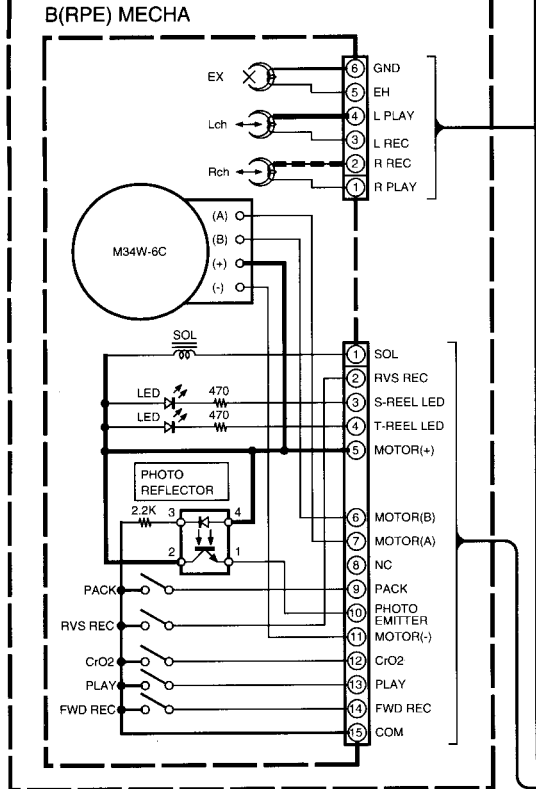 B(RPE) MECHA
EX
Lch
Rch
6 GND
5 EH
4 L PLAY
3 L REC
2 R REC
1 R PLAY
M34W-6C
(A)
(B)
(+)
(-)
SOL
LED 470
LED 470
PHOTO
REFLECTOR
2.2K
3
4
2
1
PACK
RVS REC
CrO2
PLAY
FWD REC
1 SOL
2 RVS REC
3 S-REEL LED
4 T-REEL LED
5 MOTOR(+)
6 MOTOR(B)
7 MOTOR(A)
8 NC
9 PACK
10 PHOTO
EMITTER
11 MOTOR(-)
12 CrO2
13 PLAY
14 FWD REC
15 COM